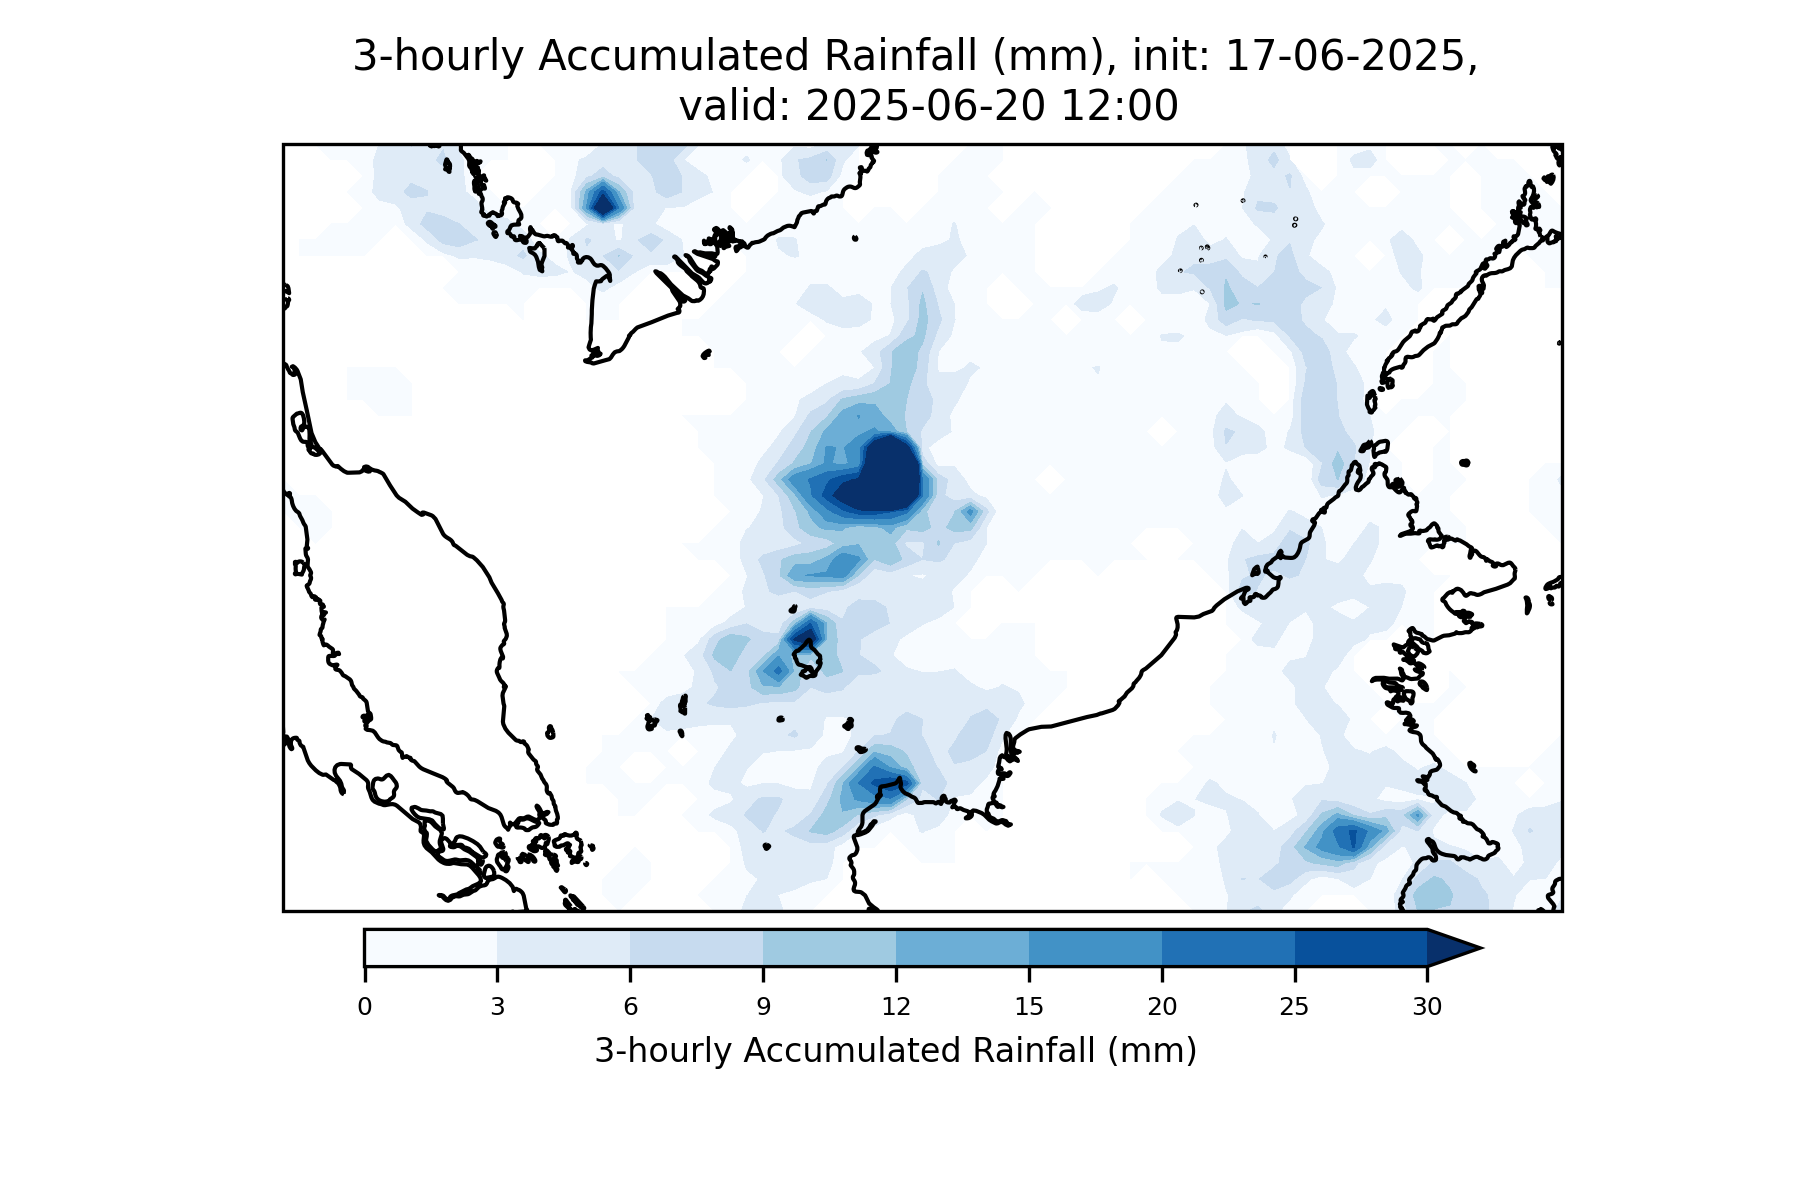 3-hourly Accumulated Rainfall (mm), init: 17-06-2025,
valid: 2025-06-20 12:00
0 3 6 9 12 15 20 25 30
3-hourly Accumulated Rainfall (mm)